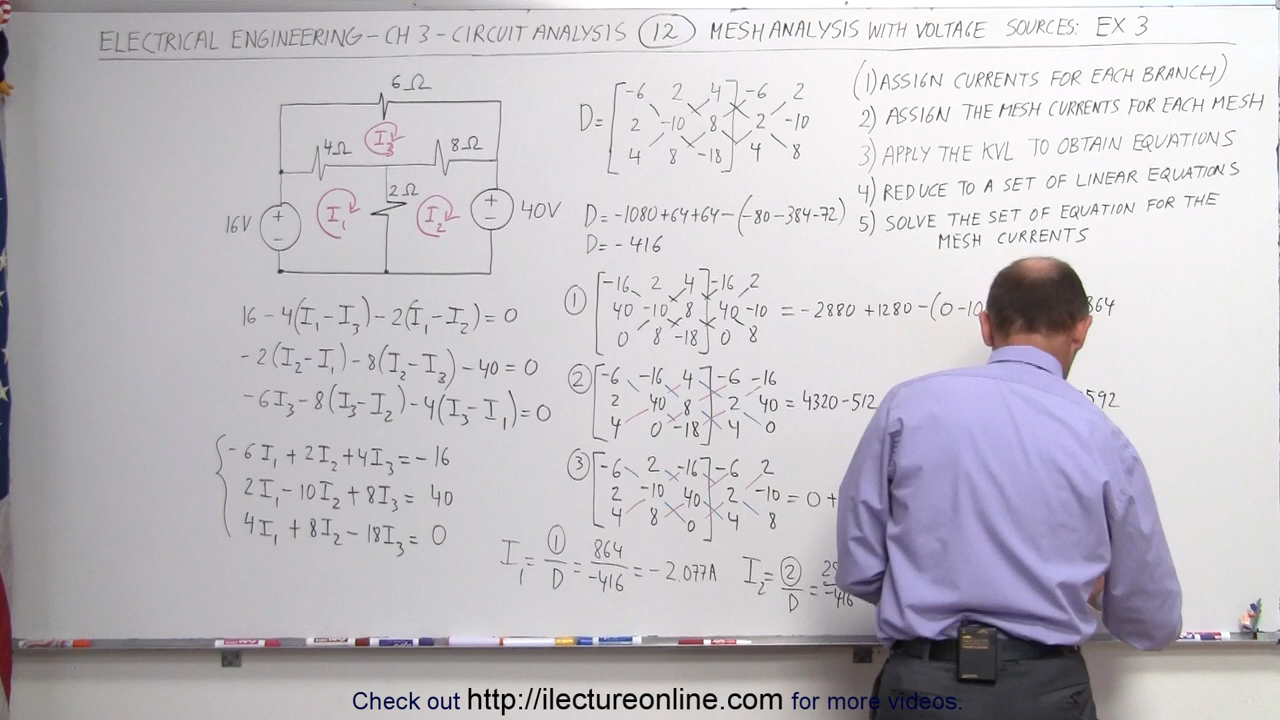 ELECTRICAL ENGINEERING - CH 3 - CIRCUIT ANALYSIS (12) MESH ANALYSIS WITH VOLTAGE SOURCES: EX 3
6Ω
I₃
4Ω 8Ω
2Ω
16V + − I₁ I₂ + − 40V
16 - 4(I₁ - I₃) - 2(I₁ - I₂) = 0
-2(I₂ - I₁) - 8(I₂ - I₃) - 40 = 0
-6I₃ - 8(I₃ - I₂) - 4(I₃ - I₁) = 0
-6I₁ + 2I₂ + 4I₃ = -16
2I₁ - 10I₂ + 8I₃ = 40
4I₁ + 8I₂ - 18I₃ = 0
D = [ -6 2 4 ] -6 2
2 -10 8 2 -10
4 8 -18 4 8
D = -1080 + 64 + 64 - (-80 - 384 - 72)
D = -416
① [ -16 2 4 ] -16 2
40 -10 8 40 -10 = -2880 + 1280 - (0 - 10 864
0 8 -18 0 8
② [ -6 -16 4 ] -6 -16
2 40 8 2 40 = 4320 - 512 592
4 0 -18 4 0
③ [ -6 2 -16 ] -6 2
2 -10 40 2 -10 = 0 +
4 8 0 4 8
I₁ = ①/D = 864/-416 = -2.077A
I₂ = ②/D = 2 /-416
(1) ASSIGN CURRENTS FOR EACH BRANCH)
2) ASSIGN THE MESH CURRENTS FOR EACH MESH
3) APPLY THE KVL TO OBTAIN EQUATIONS
4) REDUCE TO A SET OF LINEAR EQUATIONS
5) SOLVE THE SET OF EQUATION FOR THE
MESH CURRENTS
Check out http://ilectureonline.com for more videos.